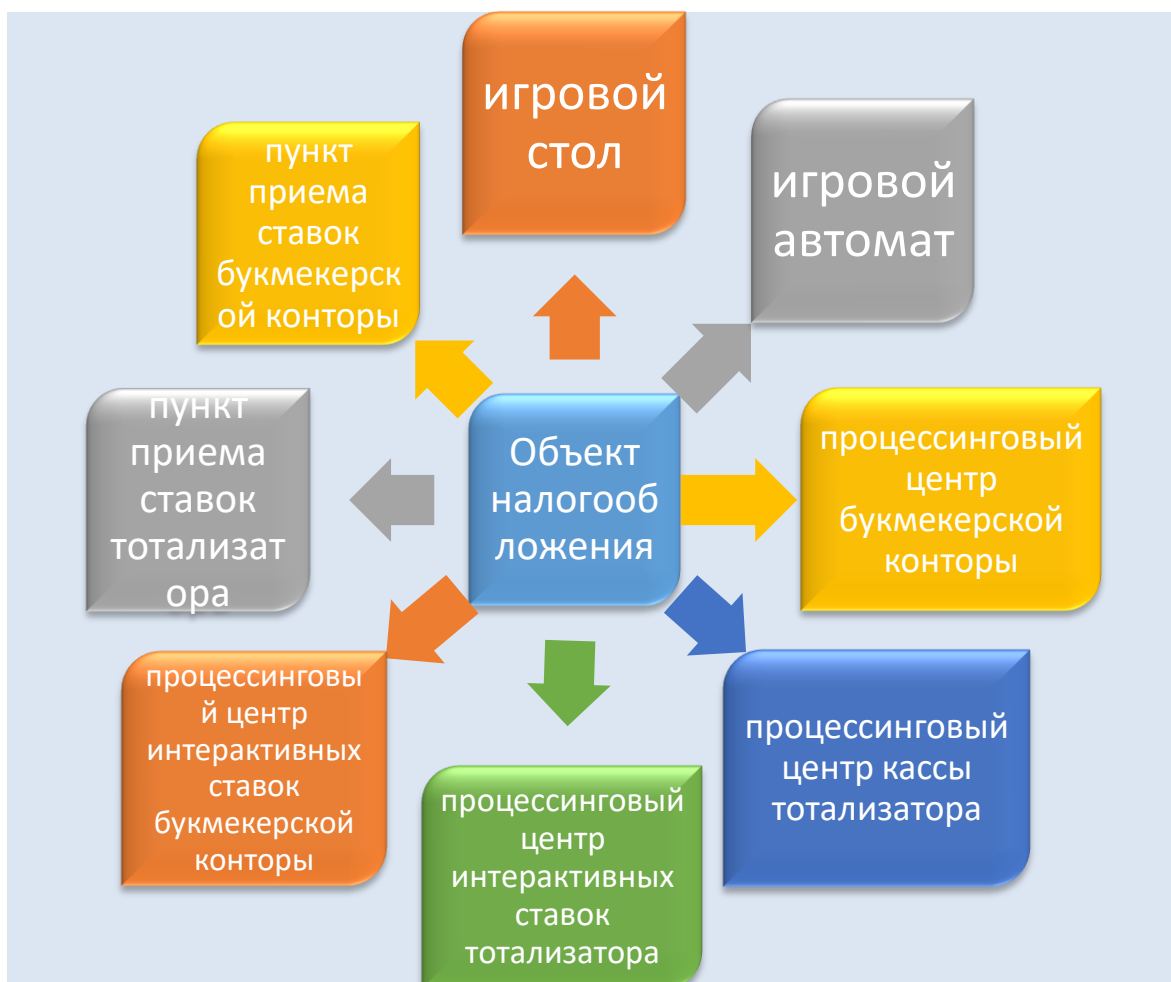 игровой
стол
игровой
автомат
процессинговый
центр
букмекерской
конторы
процессинговый
центр кассы
тотализатора
процессинговый
центр
интерактивных
ставок
тотализатора
процессинговы
й центр
интерактивных
ставок
букмекерской
конторы
пункт
приема
ставок
тотализат
ора
пункт
приема
ставок
букмекерск
ой конторы
Объект
налогооб
ложения